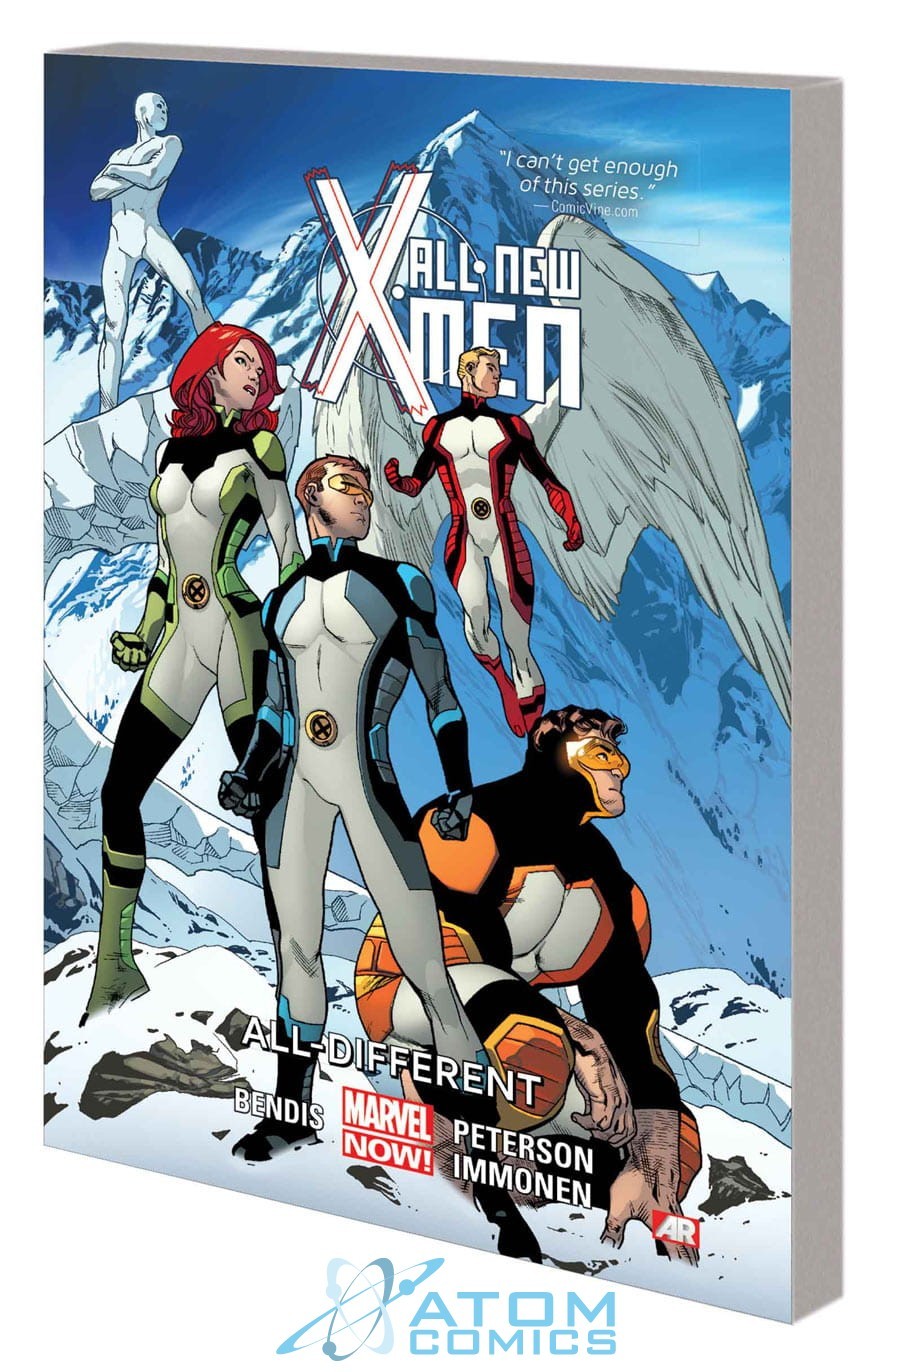 "I can't get enough
of this series."
— ComicVine.com
X ALL·NEW
X·MEN
ALL-DIFFERENT
BENDIS
MARVEL
NOW!
PETERSON
IMMONEN
AR
ATOM
COMICS